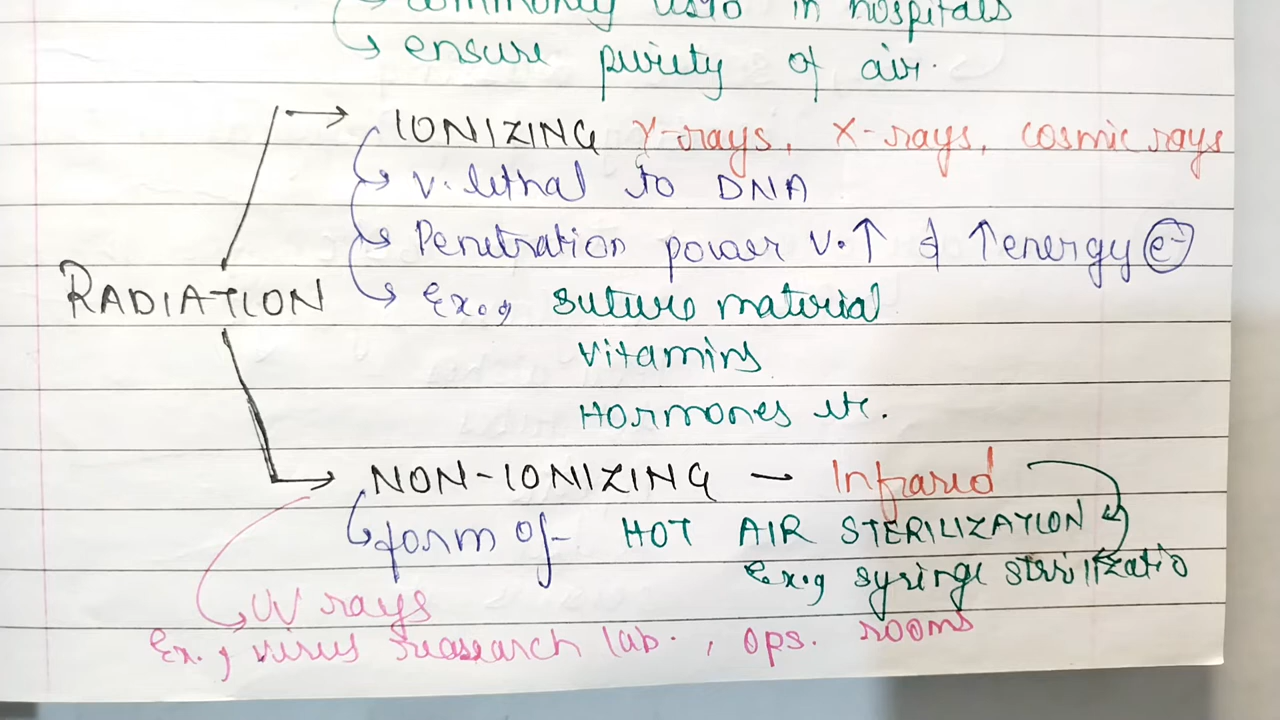 commonly used in hospitals
↳ ensure purity of air.
→ IONIZING γ-rays, X-rays, cosmic rays
↳ v. lethal to DNA
↳ Penetration power v.↑ & ↑energy e⁻
RADIATION
↳ Ex. , suture material
vitamins
Hormones etc.
→ NON-IONIZING → Infrared
↳ form of HOT AIR STERILIZATION
Ex. , syringe sterilizatio
↳ UV rays
Ex. , virus research lab. , ops. rooms